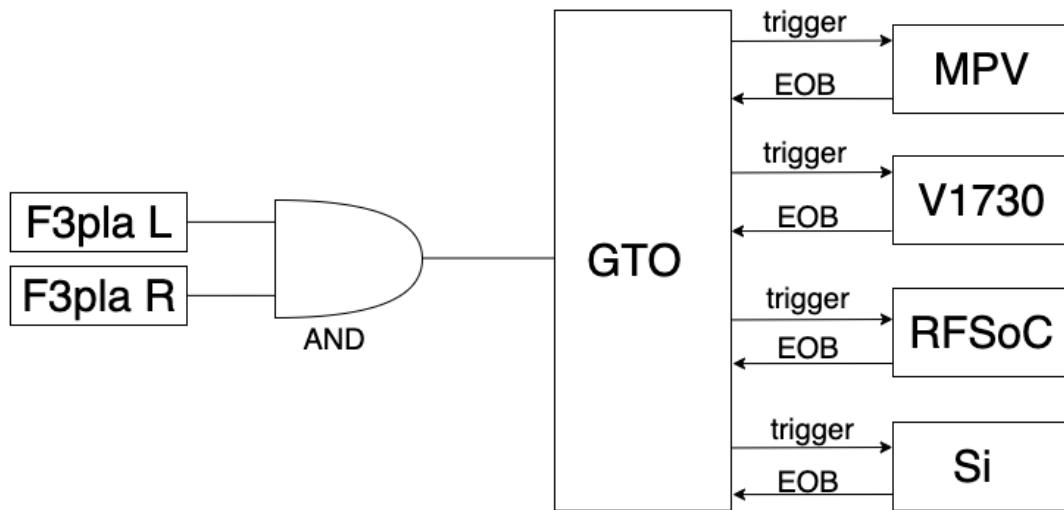 F3pla L
F3pla R
AND
GTO
trigger
EOB
MPV
trigger
EOB
V1730
trigger
EOB
RFSoC
trigger
EOB
Si